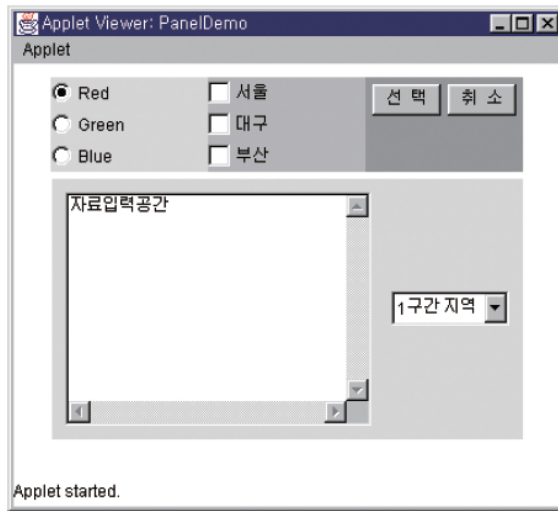 Applet Viewer: PanelDemo
Applet
Red
서울
선 택
취 소
Green
대구
Blue
부산
자료입력공간
1구간 지역
Applet started.